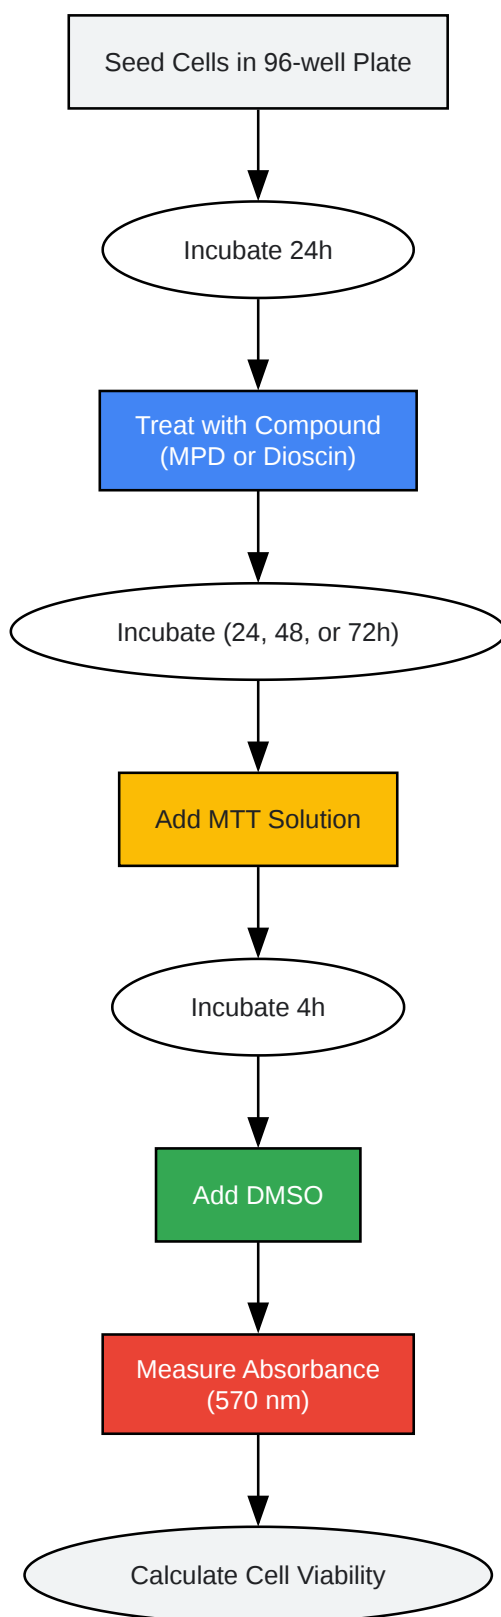 Seed Cells in 96-well Plate
Incubate 24h
Treat with Compound
(MPD or Dioscin)
Incubate (24, 48, or 72h)
Add MTT Solution
Incubate 4h
Add DMSO
Measure Absorbance
(570 nm)
Calculate Cell Viability